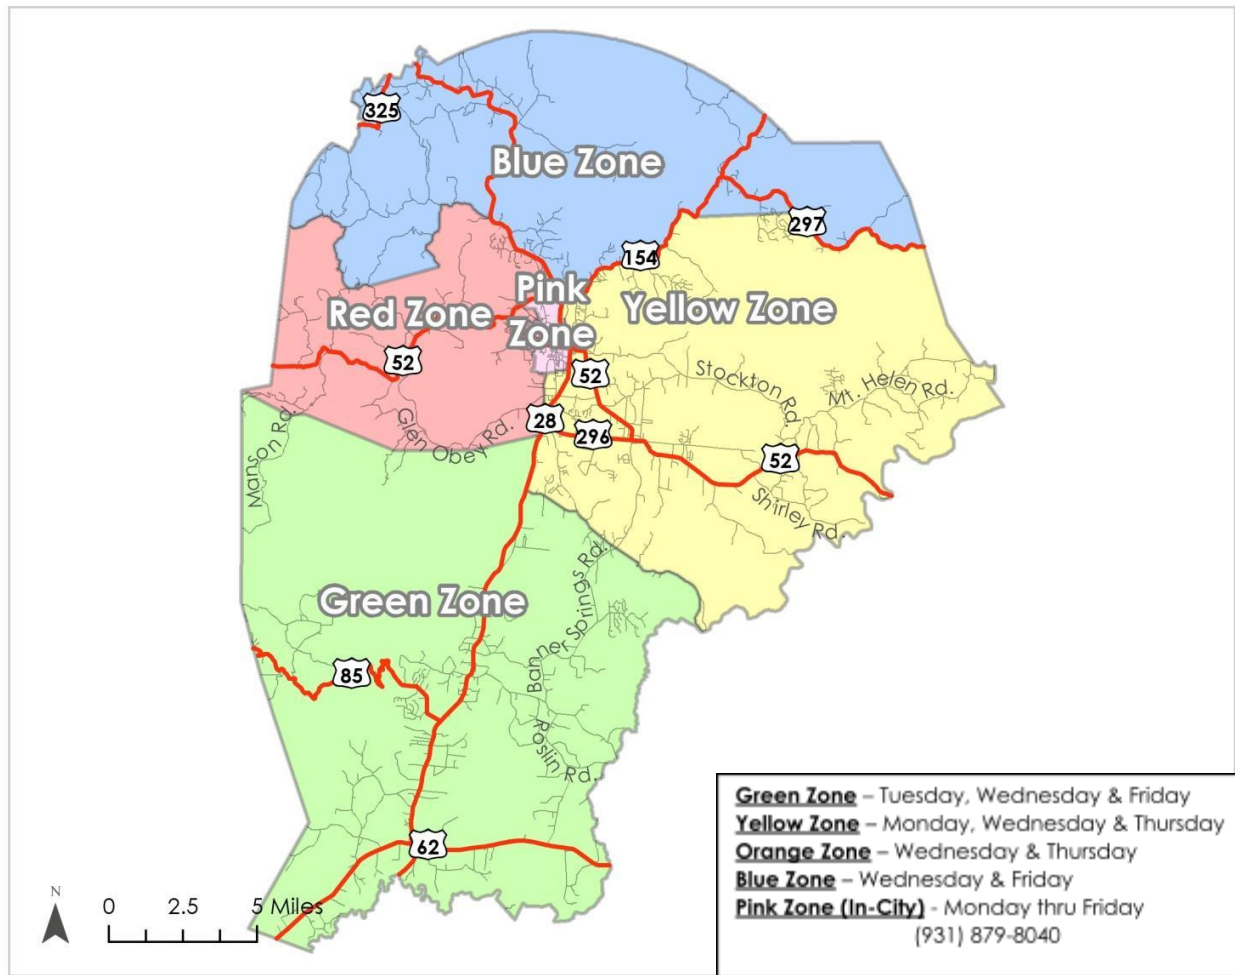 325
Blue Zone
297
154
Pink
Zone
Red Zone
Yellow Zone
52
52
Stockton Rd.
Mt. Helen Rd.
Manson Rd.
Glen Obey Rd.
28
296
52
Shirley Rd.
Green Zone
Banner Springs Rd.
85
Roslin Rd.
62
N
0 2.5 5 Miles
Green Zone – Tuesday, Wednesday & Friday
Yellow Zone – Monday, Wednesday & Thursday
Orange Zone – Wednesday & Thursday
Blue Zone – Wednesday & Friday
Pink Zone (In-City) - Monday thru Friday
(931) 879-8040